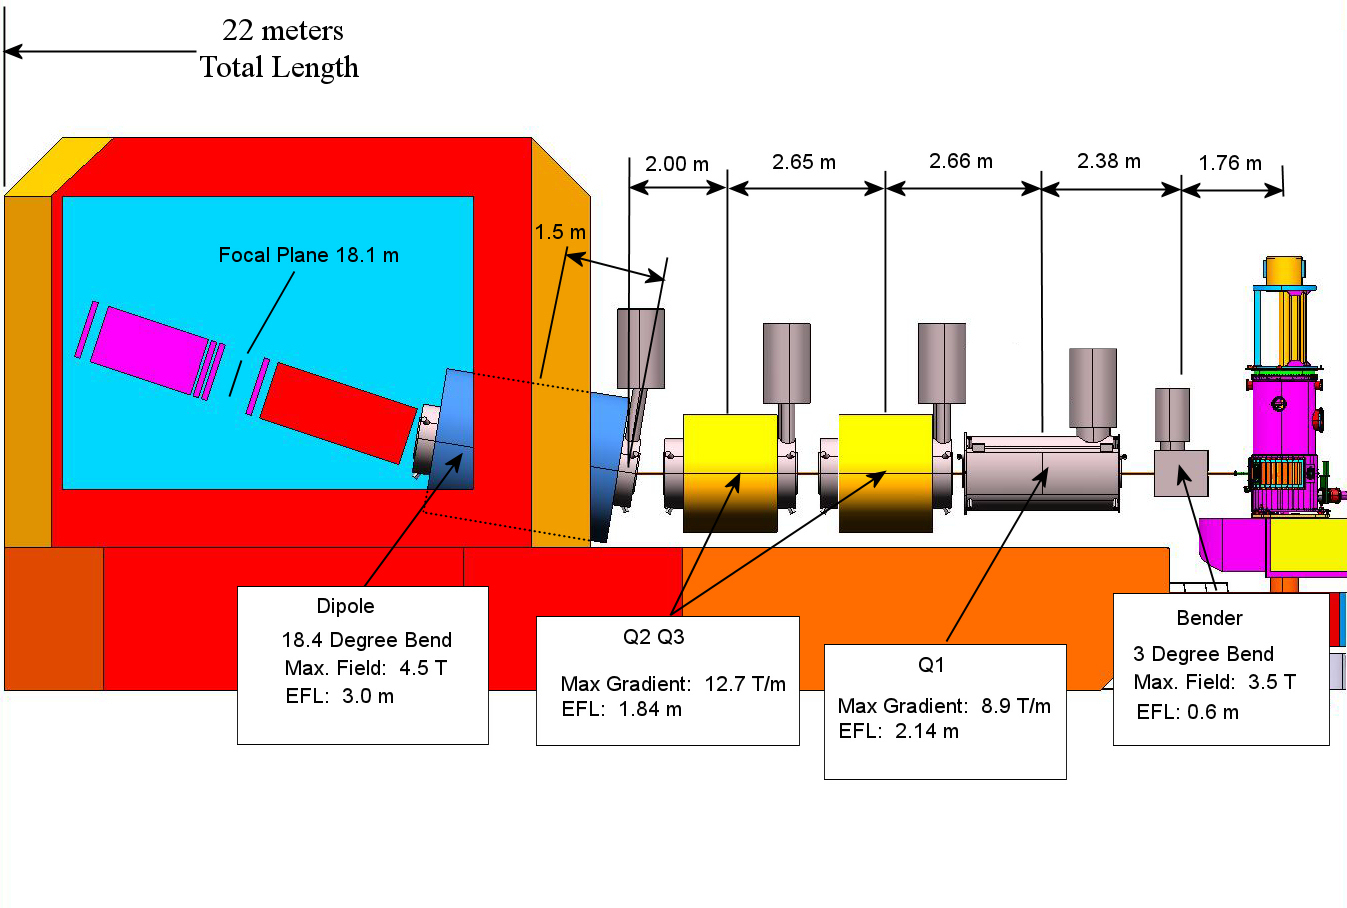 22 meters
Total Length
2.00 m
2.65 m
2.66 m
2.38 m
1.76 m
1.5 m
Focal Plane 18.1 m
Dipole
18.4 Degree Bend
Max. Field: 4.5 T
EFL: 3.0 m
Q2 Q3
Max Gradient: 12.7 T/m
EFL: 1.84 m
Q1
Max Gradient: 8.9 T/m
EFL: 2.14 m
Bender
3 Degree Bend
Max. Field: 3.5 T
EFL: 0.6 m